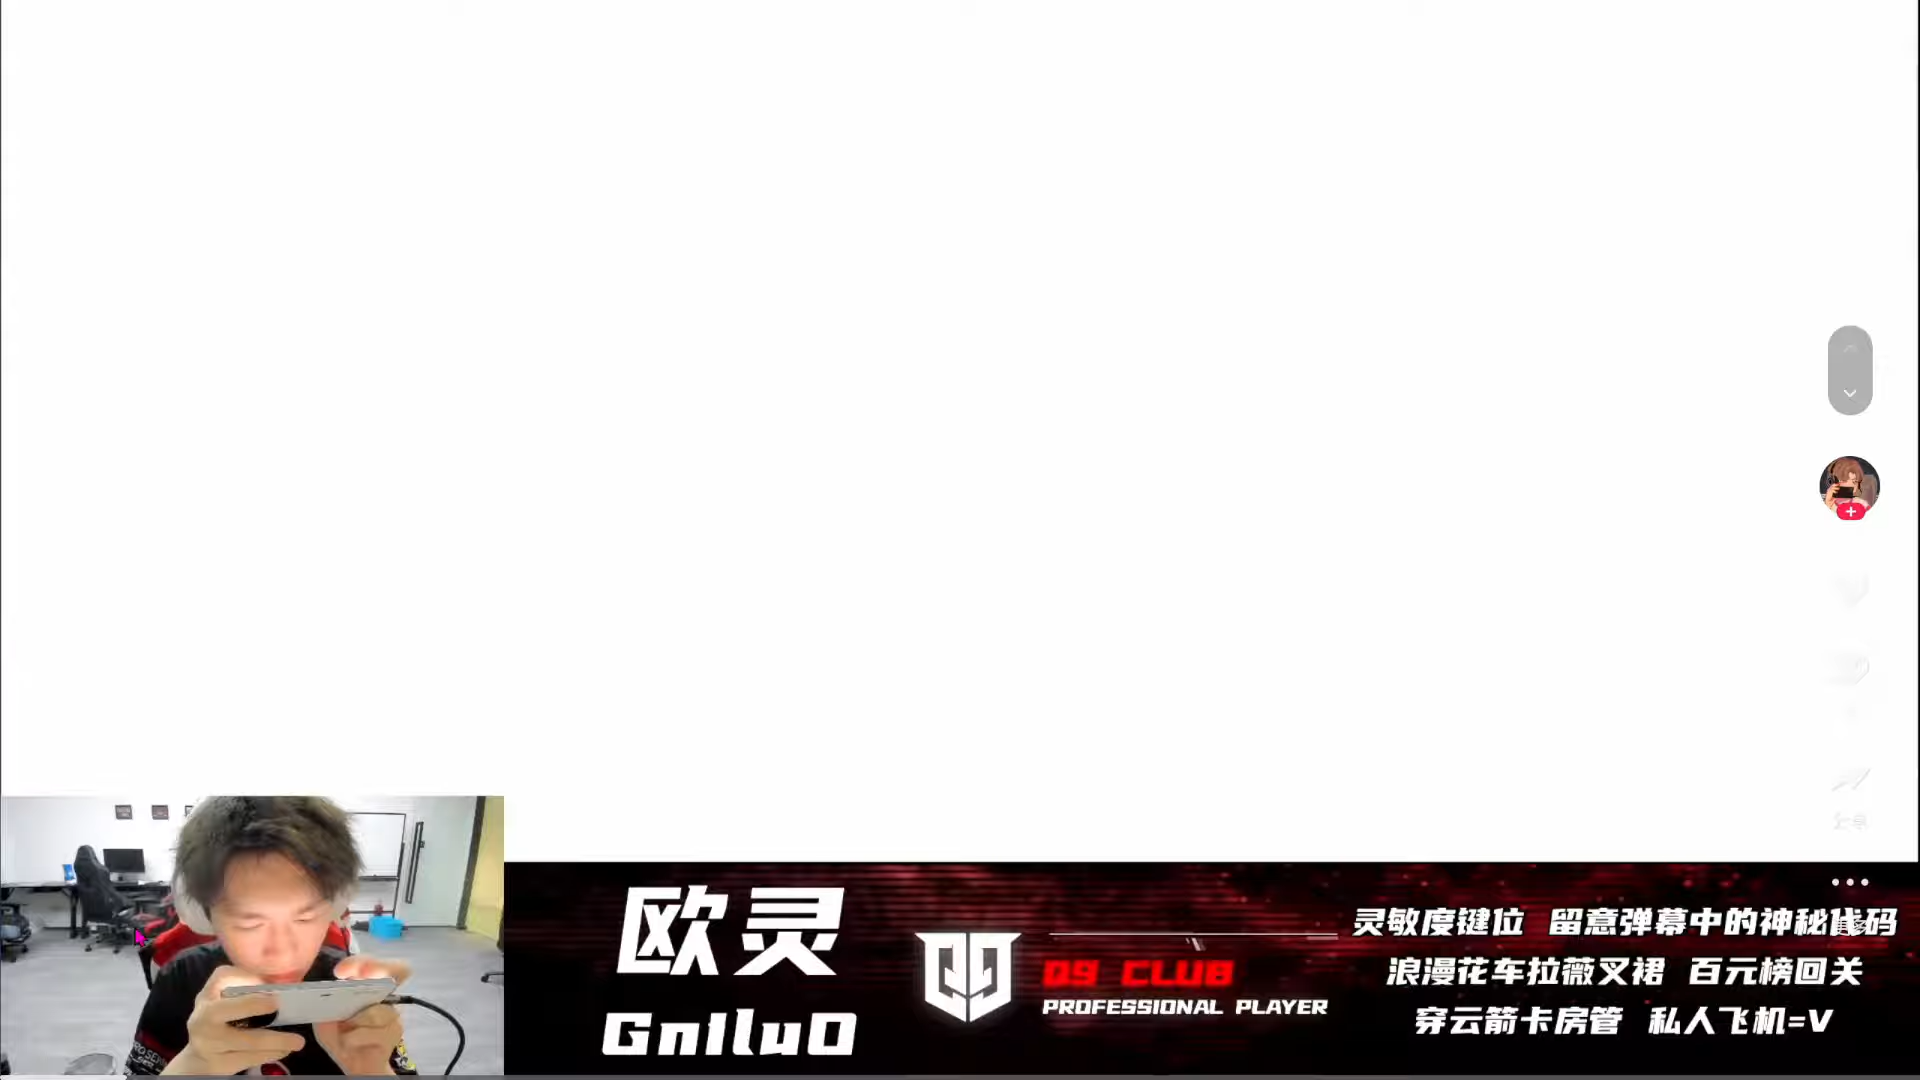 欧灵
GnIluO
Q9 CLUB
PROFESSIONAL PLAYER
灵敏度键位 留意弹幕中的神秘代码
浪漫花车拉薇叉裙 百元榜回关
穿云箭卡房管 私人飞机=V